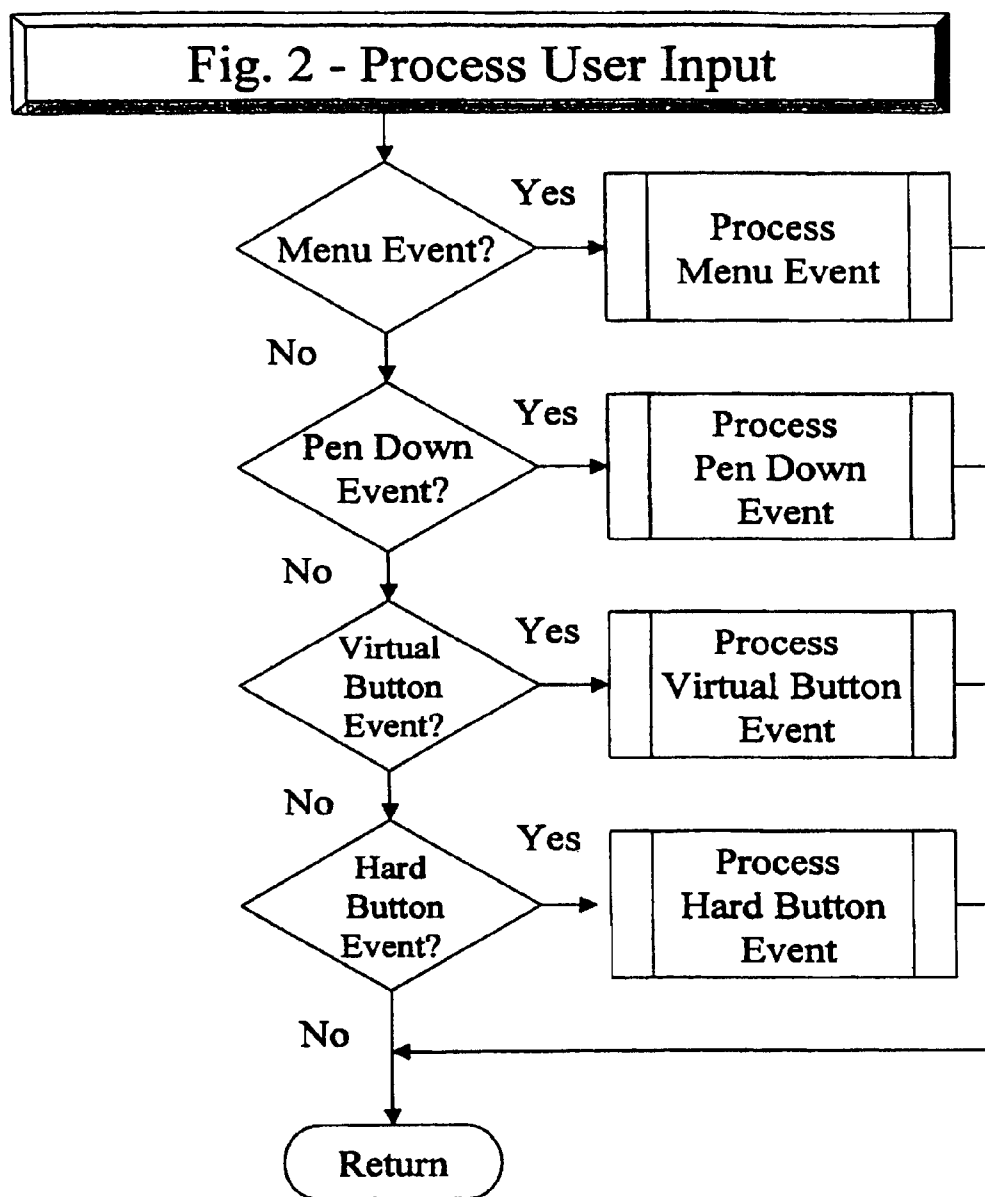 Fig. 2 - Process User Input
Menu Event?
Yes
Process
Menu Event
No
Pen Down
Event?
Yes
Process
Pen Down
Event
No
Virtual
Button
Event?
Yes
Process
Virtual Button
Event
No
Hard
Button
Event?
Yes
Process
Hard Button
Event
No
Return